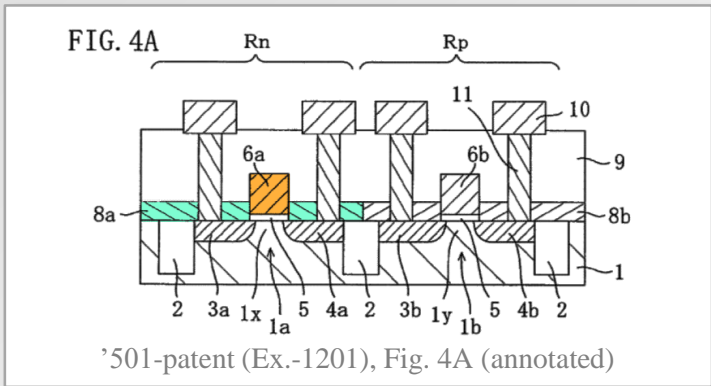 FIG. 4A
Rn Rp
11
10
6a 6b
9
8a 8b
1
2 3a 1x 1a 5 4a 2 3b 1y 1b 5 4b 2
’501-patent (Ex.-1201), Fig. 4A (annotated)